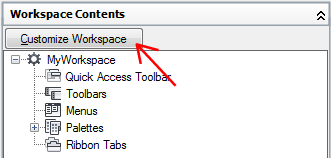 Workspace Contents
Customize Workspace
MyWorkspace
Quick Access Toolbar
Toolbars
Menus
Palettes
Ribbon Tabs